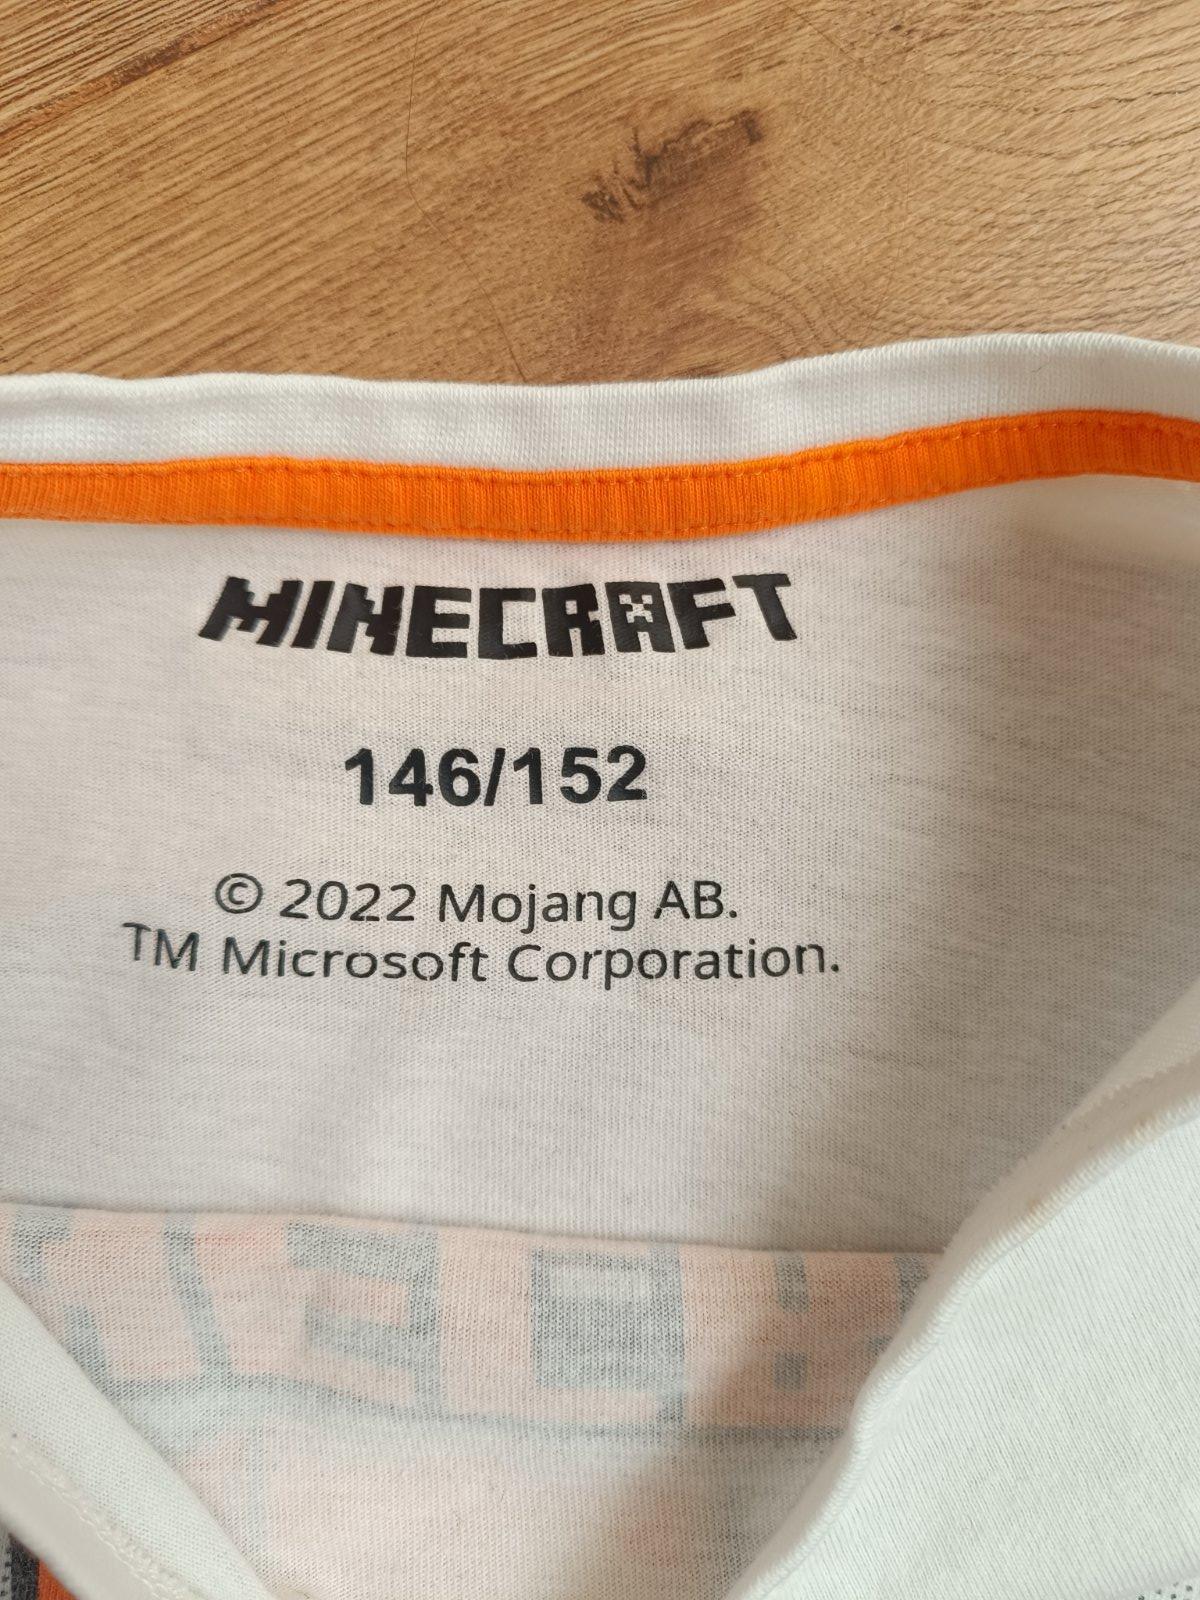 MINECRAFT
146/152
© 2022 Mojang AB.
TM Microsoft Corporation.